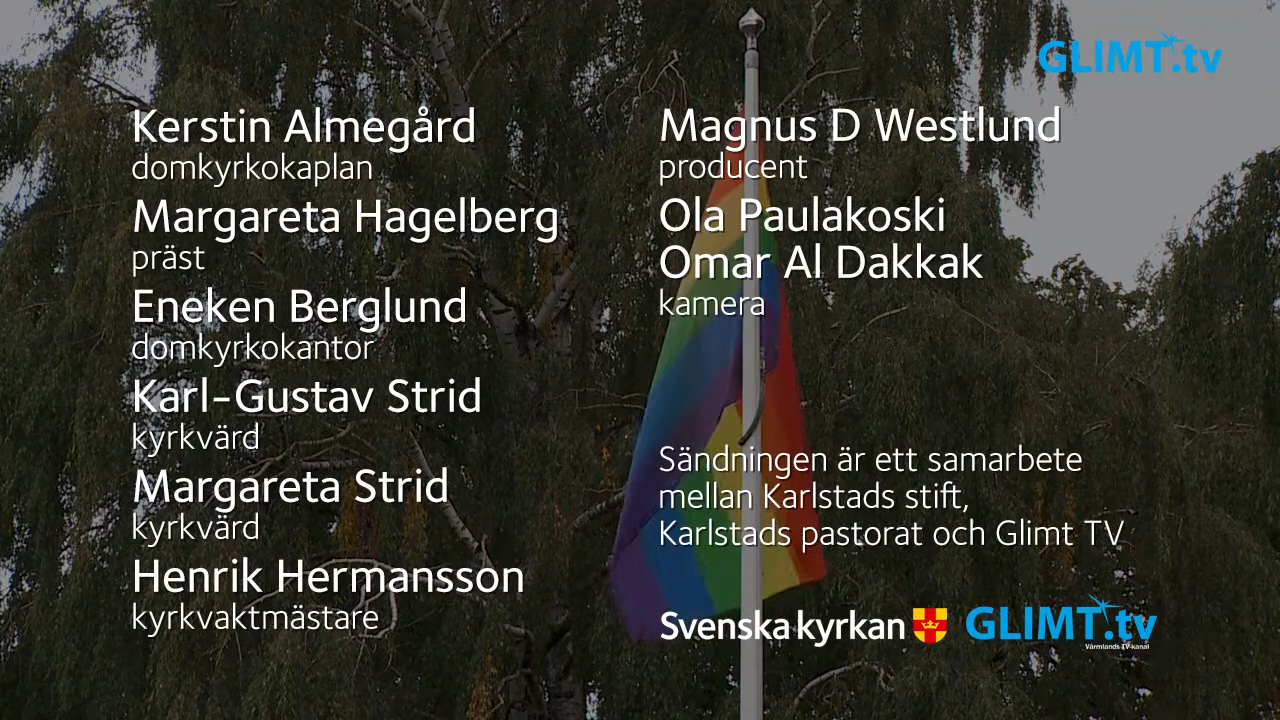 GLIMT.tv
Kerstin Almegård
domkyrkokaplan
Margareta Hagelberg
präst
Eneken Berglund
domkyrkokantor
Karl-Gustav Strid
kyrkvärd
Margareta Strid
kyrkvärd
Henrik Hermansson
kyrkvaktmästare
Magnus D Westlund
producent
Ola Paulakoski
Omar Al Dakkak
kamera
Sändningen är ett samarbete
mellan Karlstads stift,
Karlstads pastorat och Glimt TV
Svenska kyrkan
GLIMT.tv
Värmlands TV-kanal